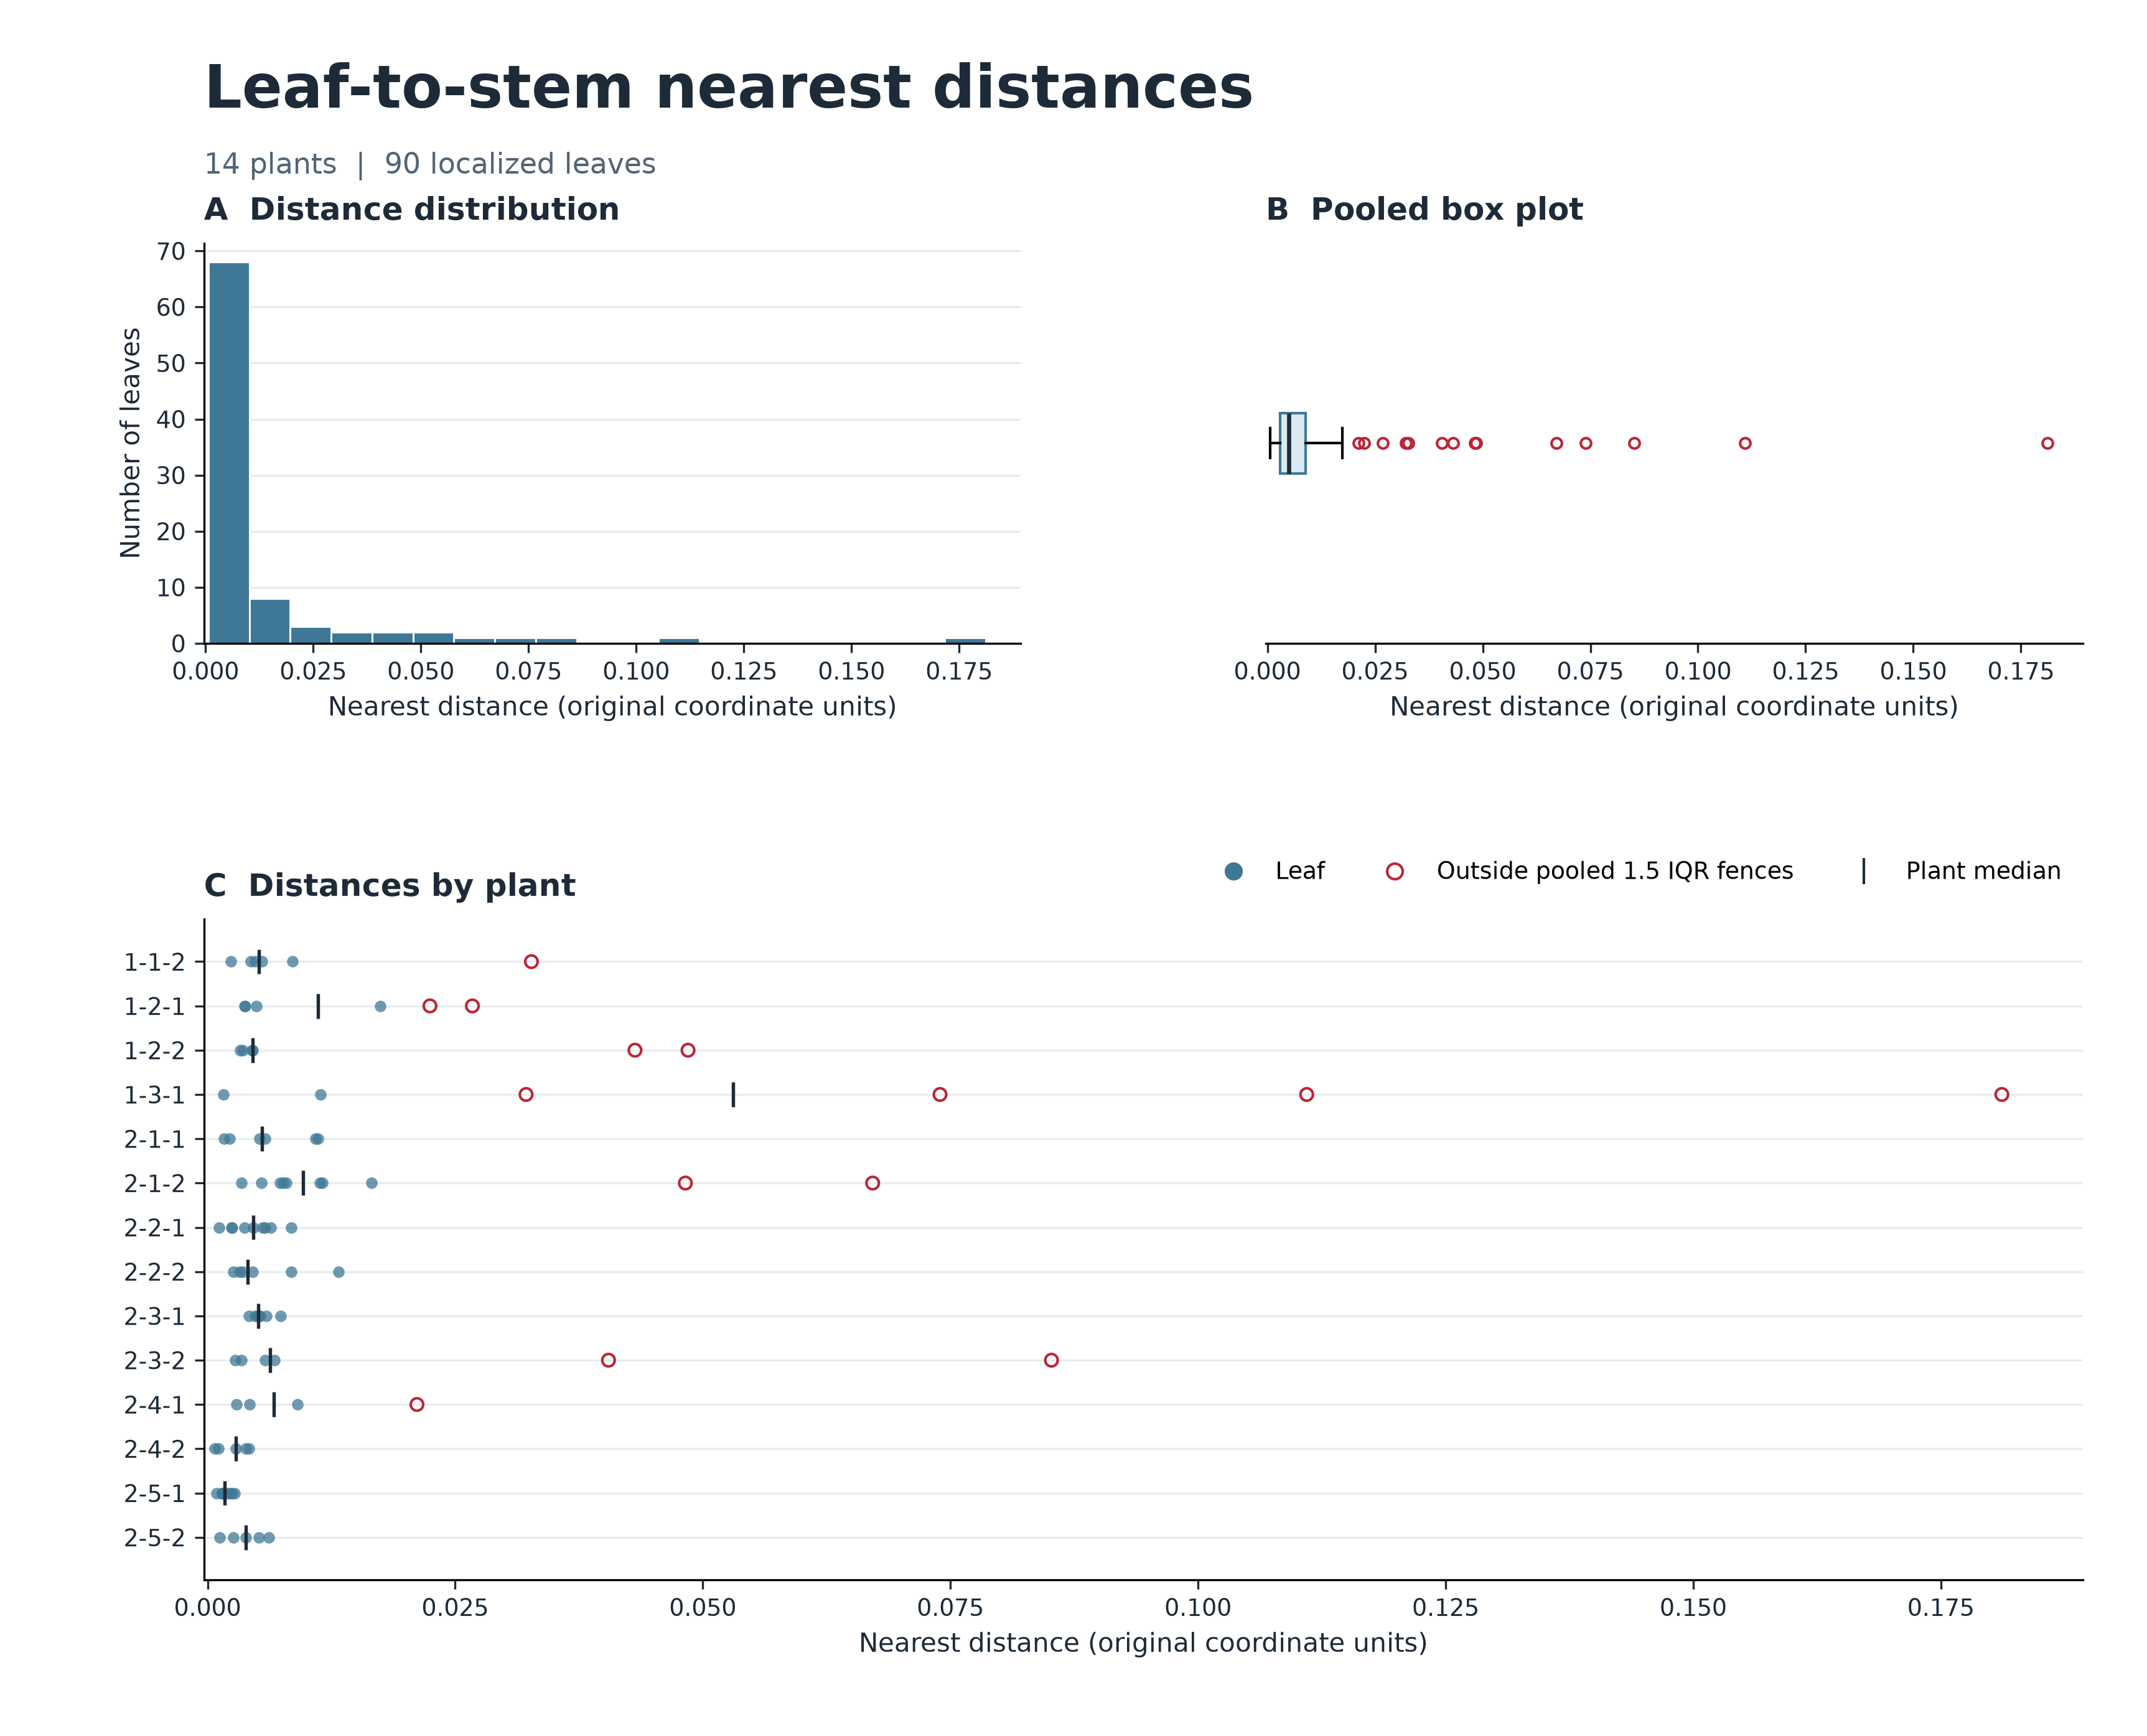 Leaf-to-stem nearest distances
14 plants | 90 localized leaves
A Distance distribution
70
60
50
40
30
20
10
0
Number of leaves
0.000 0.025 0.050 0.075 0.100 0.125 0.150 0.175
Nearest distance (original coordinate units)
B Pooled box plot
0.000 0.025 0.050 0.075 0.100 0.125 0.150 0.175
Nearest distance (original coordinate units)
C Distances by plant
Leaf Outside pooled 1.5 IQR fences Plant median
1-1-2
1-2-1
1-2-2
1-3-1
2-1-1
2-1-2
2-2-1
2-2-2
2-3-1
2-3-2
2-4-1
2-4-2
2-5-1
2-5-2
0.000 0.025 0.050 0.075 0.100 0.125 0.150 0.175
Nearest distance (original coordinate units)